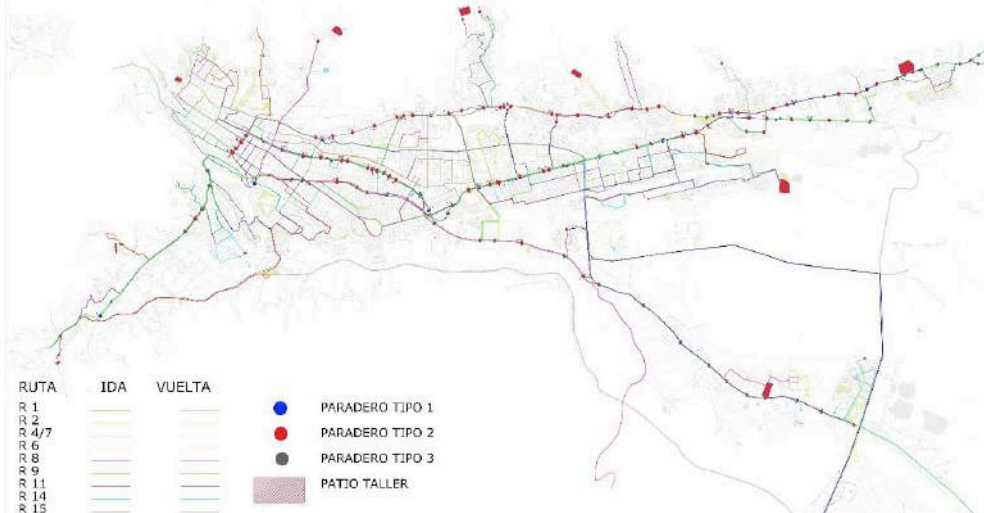 RUTA IDA VUELTA
R 1
R 2
R 4/7
R 6
R 8
R 9
R 11
R 14
R 15
PARADERO TIPO 1
PARADERO TIPO 2
PARADERO TIPO 3
PATIO TALLER